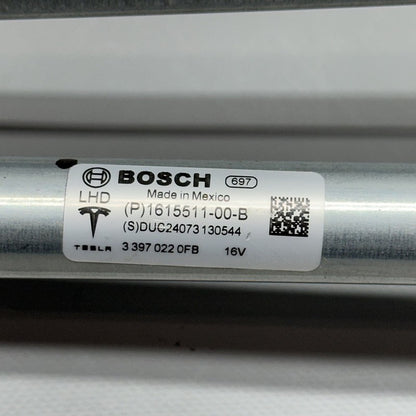 BOSCH 697
Made in Mexico
LHD
(P)1615511-00-B
(S)DUC24073130544
TESLA 3 397 022 0FB 16V